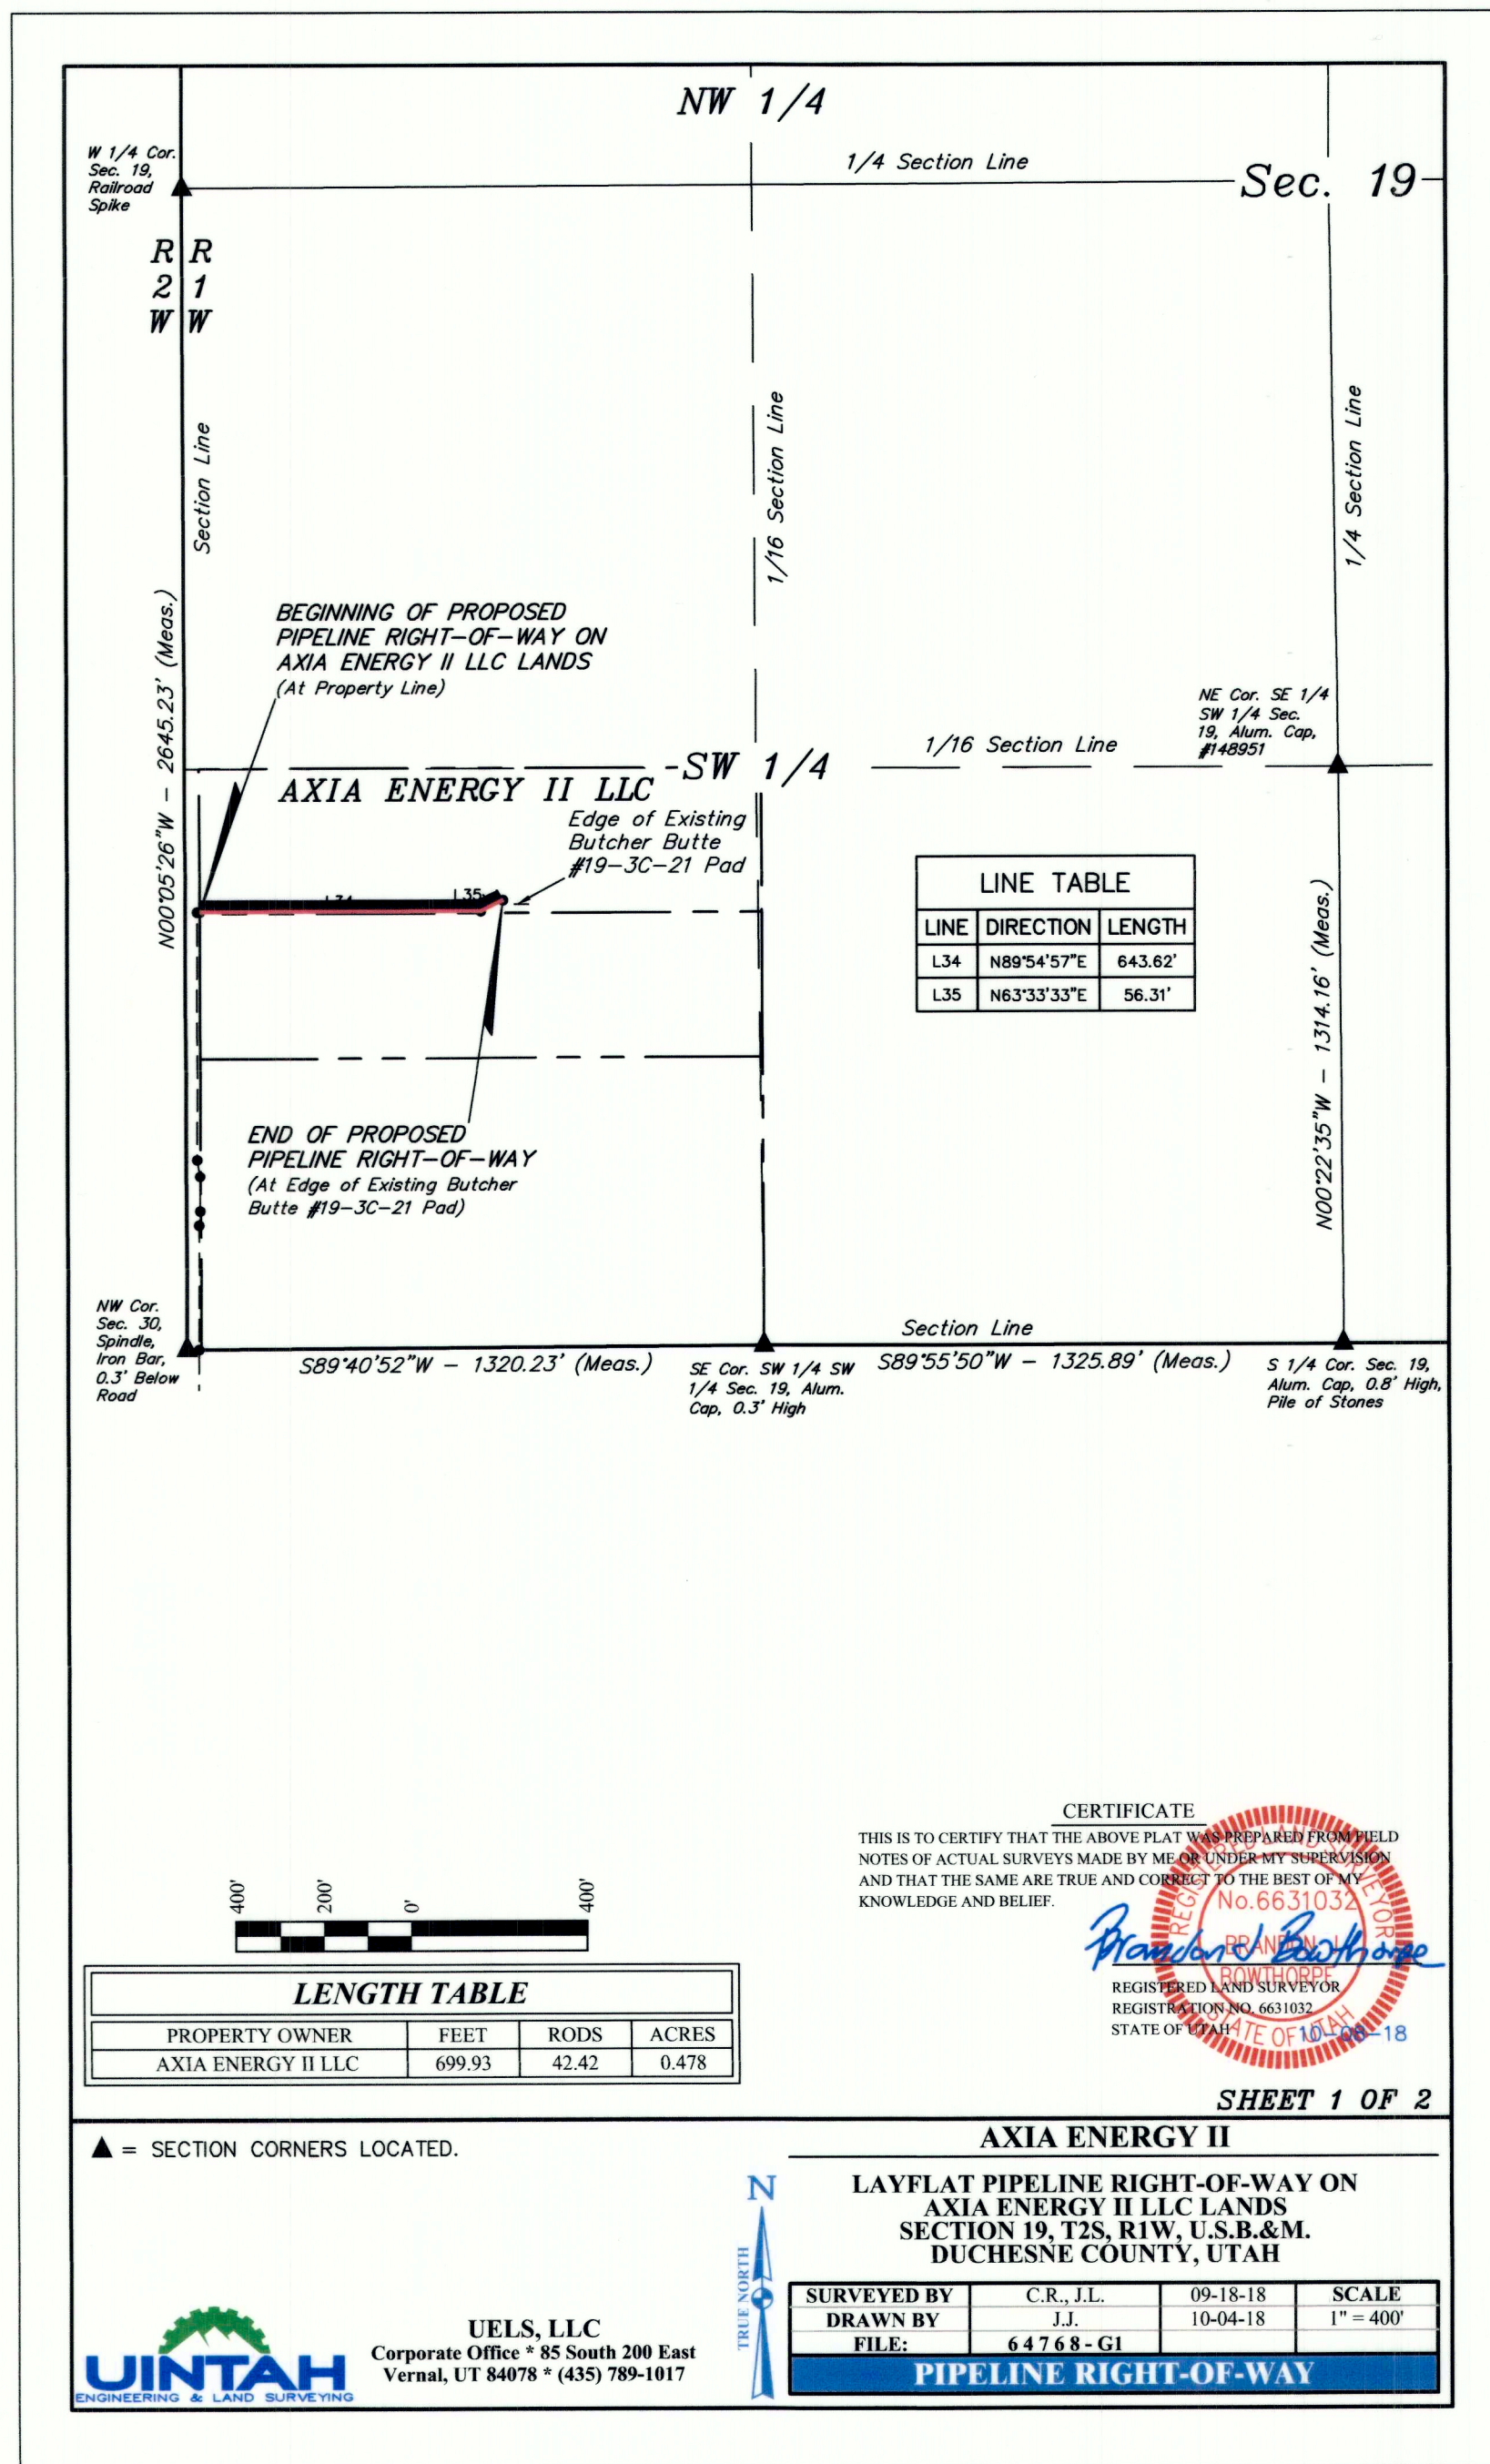 NW 1/4
W 1/4 Cor.
Sec. 19,
Railroad
Spike
1/4 Section Line
Sec. 19
R R
2 1
W W
Section Line
1/16 Section Line
1/4 Section Line
N00°05'26"W - 2645.23' (Meas.)
BEGINNING OF PROPOSED
PIPELINE RIGHT-OF-WAY ON
AXIA ENERGY II LLC LANDS
(At Property Line)
NE Cor. SE 1/4
SW 1/4 Sec.
19, Alum. Cap,
#148951
SW 1/4
1/16 Section Line
AXIA ENERGY II LLC
Edge of Existing
Butcher Butte
#19-3C-21 Pad
L34
L35
LINE TABLE
LINE DIRECTION LENGTH
L34 N89°54'57"E 643.62'
L35 N63°33'33"E 56.31'
N00°22'35"W - 1314.16' (Meas.)
END OF PROPOSED
PIPELINE RIGHT-OF-WAY
(At Edge of Existing Butcher
Butte #19-3C-21 Pad)
NW Cor.
Sec. 30,
Spindle,
Iron Bar,
0.3' Below
Road
S89°40'52"W - 1320.23' (Meas.)
SE Cor. SW 1/4 SW
1/4 Sec. 19, Alum.
Cap, 0.3' High
Section Line
S89°55'50"W - 1325.89' (Meas.)
S 1/4 Cor. Sec. 19,
Alum. Cap, 0.8' High,
Pile of Stones
CERTIFICATE
THIS IS TO CERTIFY THAT THE ABOVE PLAT WAS PREPARED FROM FIELD
NOTES OF ACTUAL SURVEYS MADE BY ME OR UNDER MY SUPERVISION
AND THAT THE SAME ARE TRUE AND CORRECT TO THE BEST OF MY
KNOWLEDGE AND BELIEF.
REGISTERED LAND SURVEYOR
No.6631032
BRANDON J.
BOWTHORPE
STATE OF UTAH
Brandon J Bowthorpe
REGISTERED LAND SURVEYOR
REGISTRATION NO. 6631032
STATE OF UTAH
10-08-18
400' 200' 0' 400'
LENGTH TABLE
PROPERTY OWNER FEET RODS ACRES
AXIA ENERGY II LLC 699.93 42.42 0.478
SHEET 1 OF 2
▲ = SECTION CORNERS LOCATED.
AXIA ENERGY II
LAYFLAT PIPELINE RIGHT-OF-WAY ON
AXIA ENERGY II LLC LANDS
SECTION 19, T2S, R1W, U.S.B.&M.
DUCHESNE COUNTY, UTAH
N
TRUE NORTH
SURVEYED BY C.R., J.L. 09-18-18 SCALE
DRAWN BY J.J. 10-04-18 1" = 400'
FILE: 64768-G1
PIPELINE RIGHT-OF-WAY
UINTAH
ENGINEERING & LAND SURVEYING
UELS, LLC
Corporate Office * 85 South 200 East
Vernal, UT 84078 * (435) 789-1017